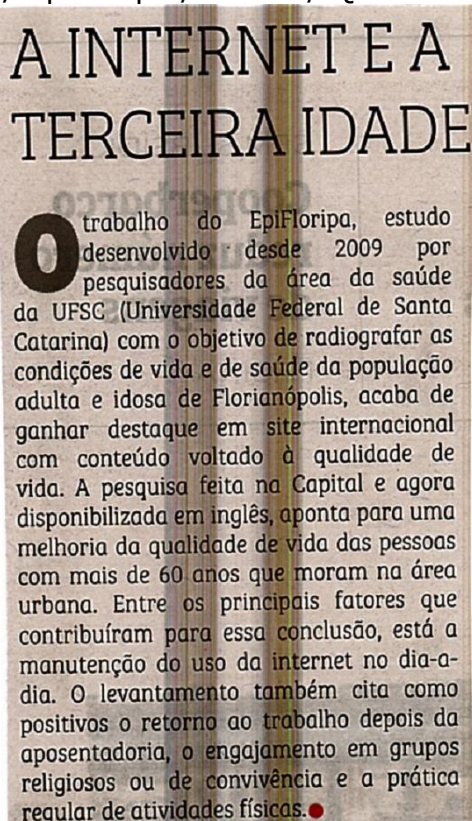 A INTERNET E A
TERCEIRA IDADE
O trabalho do EpiFloripa, estudo
desenvolvido desde 2009 por
pesquisadores da área da saúde
da UFSC (Universidade Federal de Santa
Catarina) com o objetivo de radiografar as
condições de vida e de saúde da população
adulta e idosa de Florianópolis, acaba de
ganhar destaque em site internacional
com conteúdo voltado à qualidade de
vida. A pesquisa feita na Capital e agora
disponibilizada em inglês, aponta para uma
melhoria da qualidade de vida das pessoas
com mais de 60 anos que moram na área
urbana. Entre os principais fatores que
contribuíram para essa conclusão, está a
manutenção do uso da internet no dia-a-
dia. O levantamento também cita como
positivos o retorno ao trabalho depois da
aposentadoria, o engajamento em grupos
religiosos ou de convivência e a prática
regular de atividades físicas.